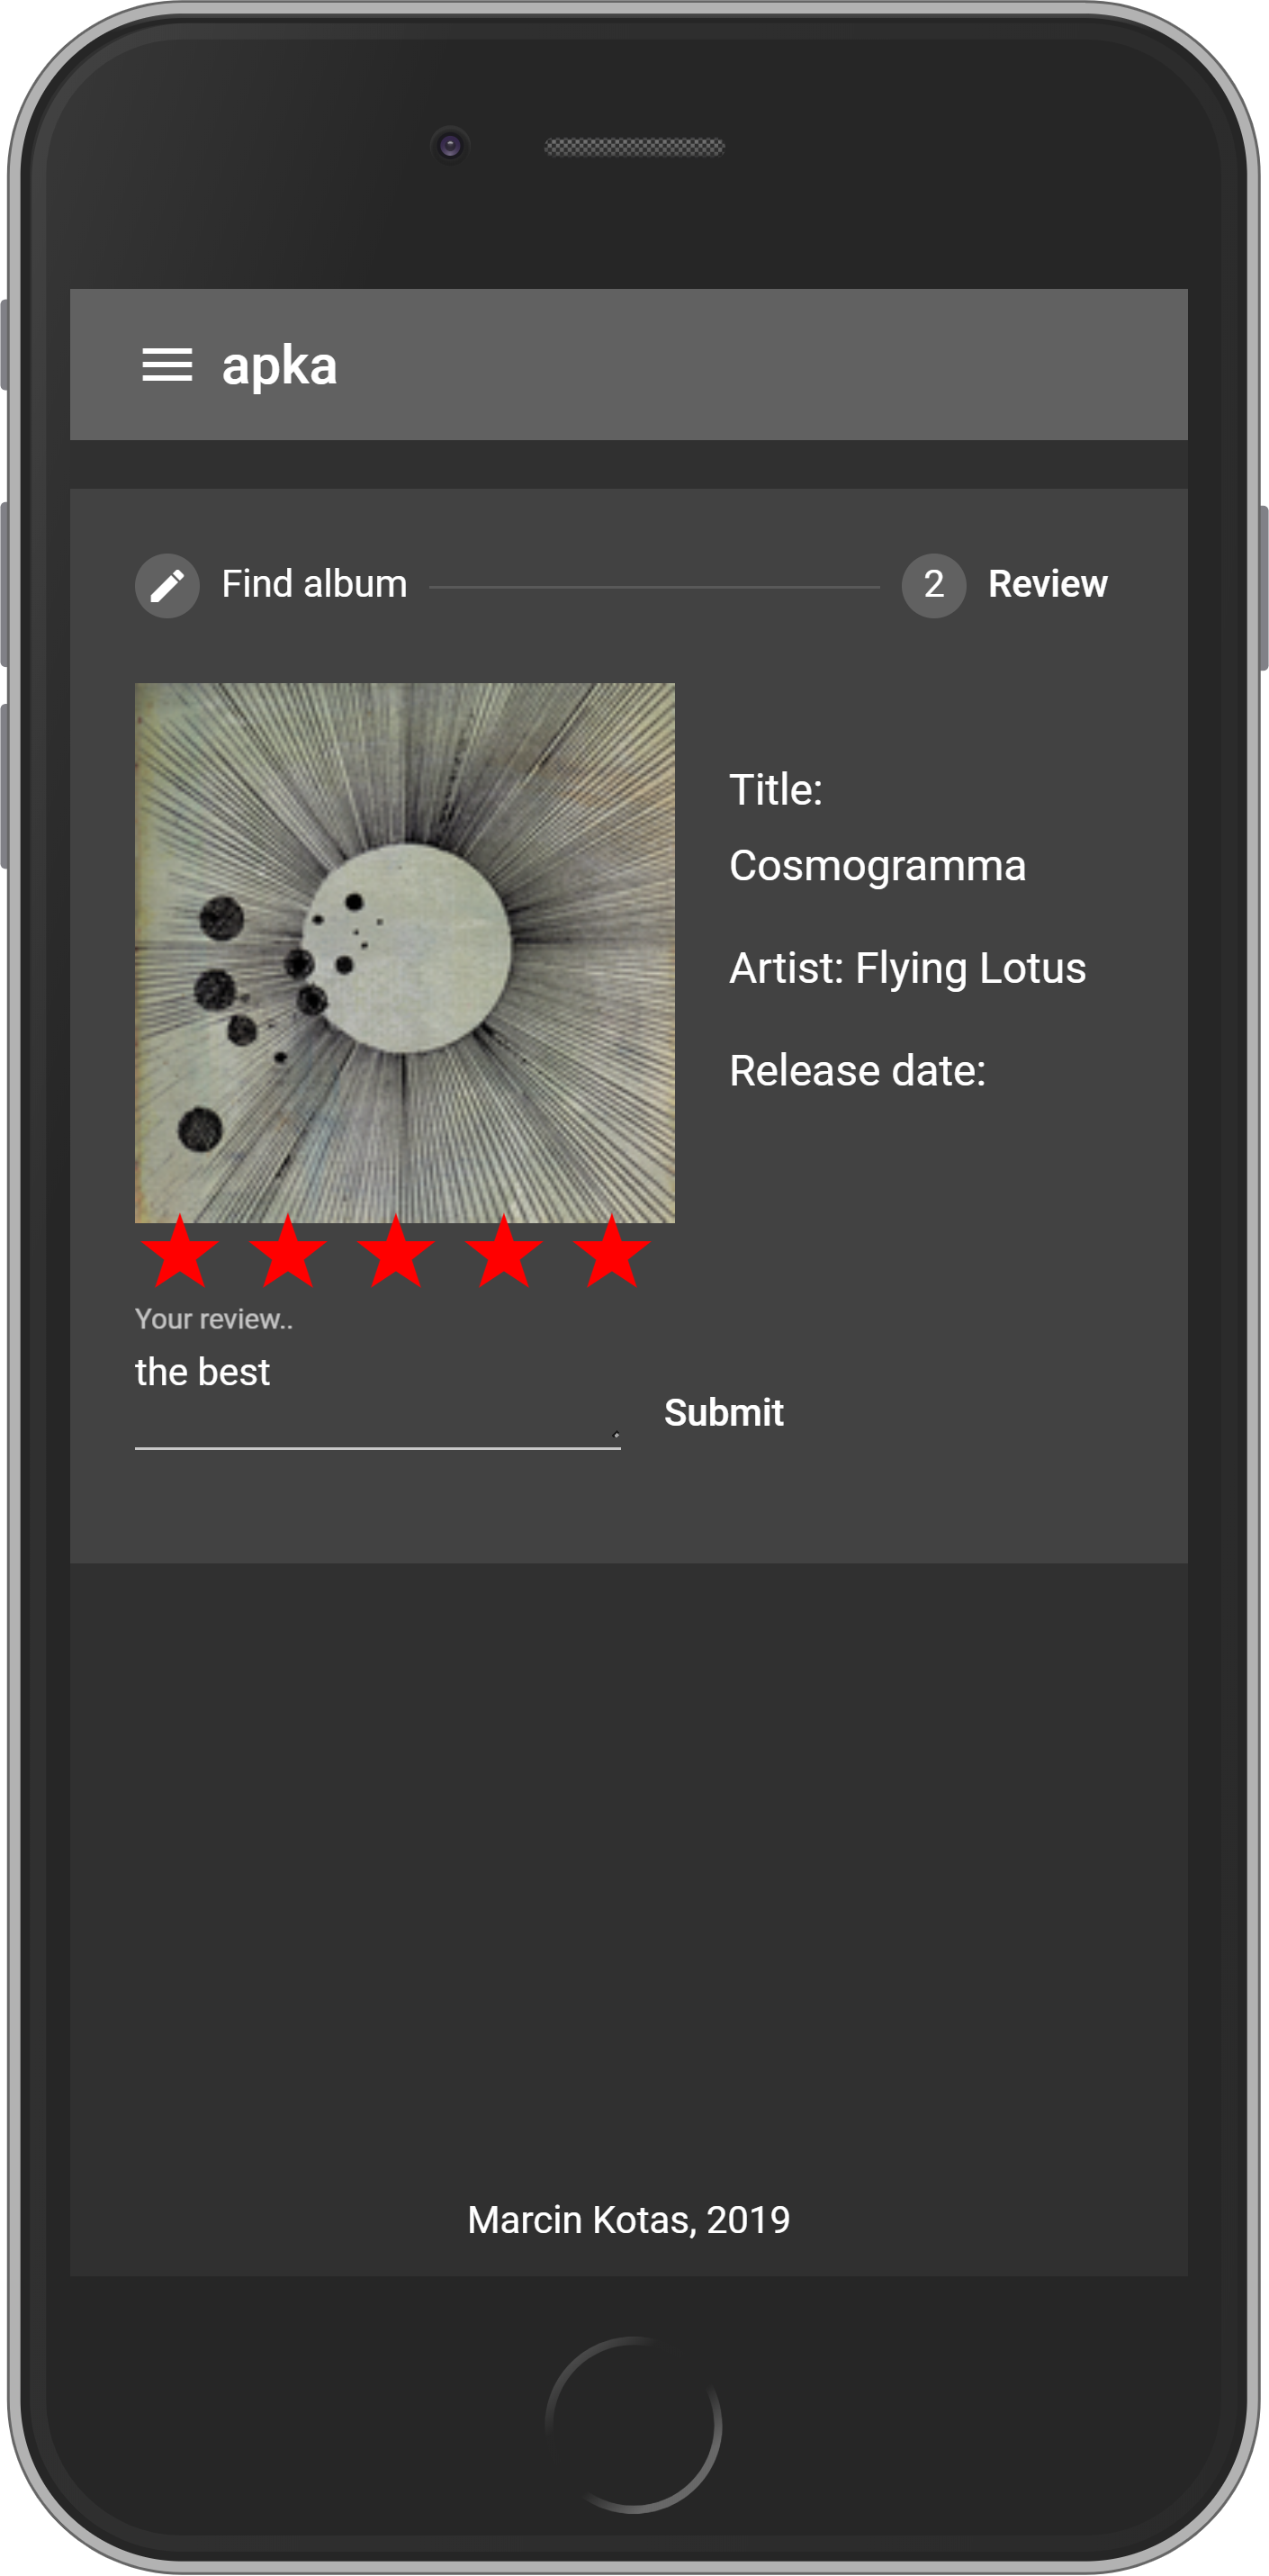 apka
Find album
2 Review
Title:
Cosmogramma
Artist: Flying Lotus
Release date:
Your review..
the best
Submit
Marcin Kotas, 2019